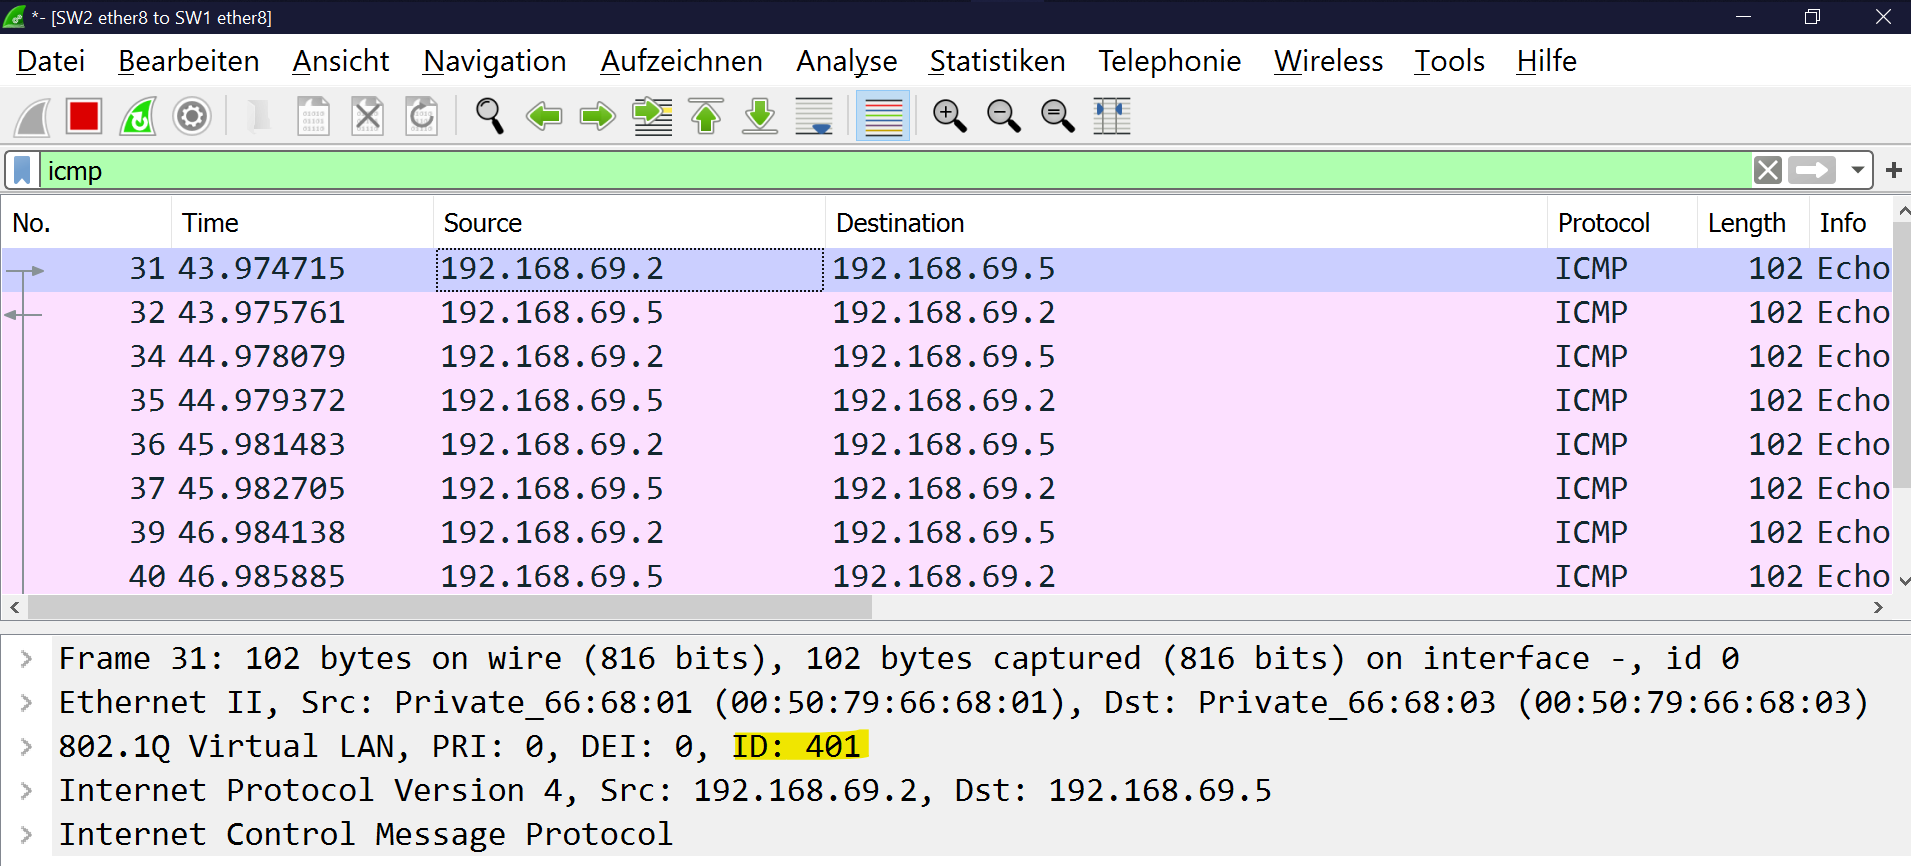 *- [SW2 ether8 to SW1 ether8]
Datei Bearbeiten Ansicht Navigation Aufzeichnen Analyse Statistiken Telephonie Wireless Tools Hilfe
icmp
No. Time Source Destination Protocol Length Info
31 43.974715 192.168.69.2 192.168.69.5 ICMP 102 Echo
32 43.975761 192.168.69.5 192.168.69.2 ICMP 102 Echo
34 44.978079 192.168.69.2 192.168.69.5 ICMP 102 Echo
35 44.979372 192.168.69.5 192.168.69.2 ICMP 102 Echo
36 45.981483 192.168.69.2 192.168.69.5 ICMP 102 Echo
37 45.982705 192.168.69.5 192.168.69.2 ICMP 102 Echo
39 46.984138 192.168.69.2 192.168.69.5 ICMP 102 Echo
40 46.985885 192.168.69.5 192.168.69.2 ICMP 102 Echo
Frame 31: 102 bytes on wire (816 bits), 102 bytes captured (816 bits) on interface -, id 0
Ethernet II, Src: Private_66:68:01 (00:50:79:66:68:01), Dst: Private_66:68:03 (00:50:79:66:68:03)
802.1Q Virtual LAN, PRI: 0, DEI: 0, ID: 401
Internet Protocol Version 4, Src: 192.168.69.2, Dst: 192.168.69.5
Internet Control Message Protocol